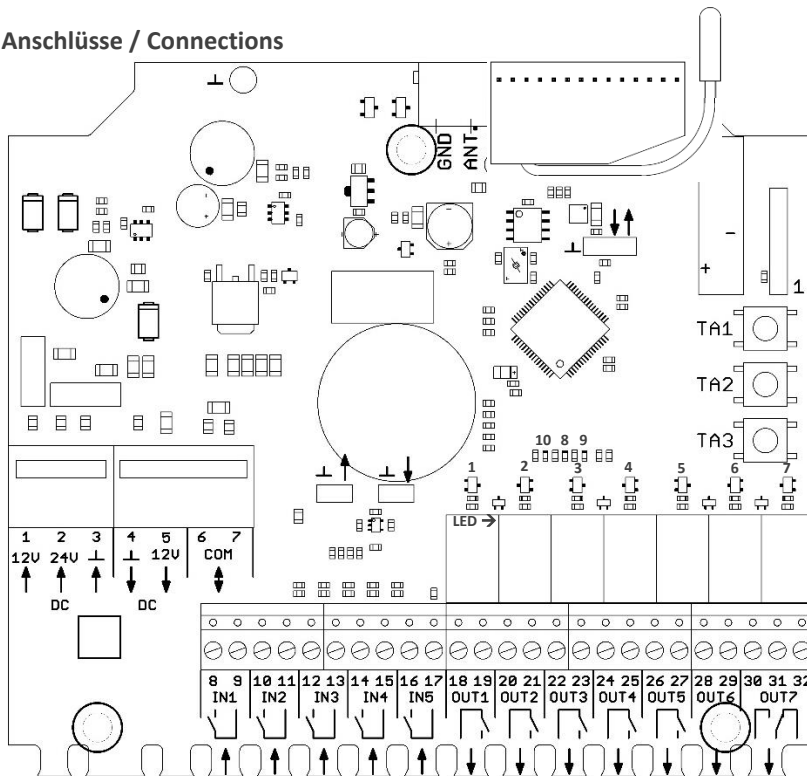 Anschlüsse / Connections
GND
ANT.
+ -
1
TA1
TA2
TA3
10 8 9
1 2 3 4 5 6 7
LED →
1 2 3 4 5 6 7
12V 24V ⊥ ⊥ 12V COM
DC DC
8 9 10 11 12 13 14 15 16 17 18 19 20 21 22 23 24 25 26 27 28 29 30 31 32
IN1 IN2 IN3 IN4 IN5 OUT1 OUT2 OUT3 OUT4 OUT5 OUT6 OUT7